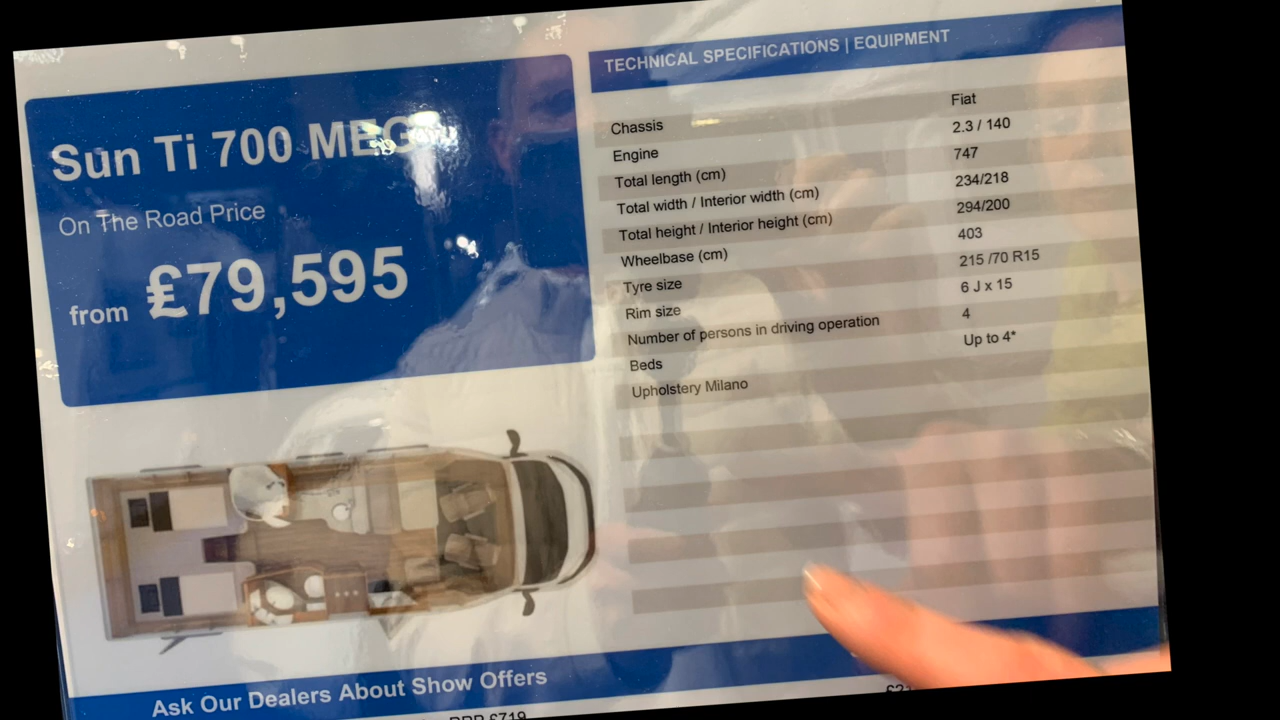 Sun Ti 700 MEG
On The Road Price
from £79,595
TECHNICAL SPECIFICATIONS | EQUIPMENT
Chassis Fiat
Engine 2.3 / 140
Total length (cm) 747
Total width / Interior width (cm) 234/218
Total height / Interior height (cm) 294/200
Wheelbase (cm) 403
Tyre size 215 /70 R15
Rim size 6 J x 15
Number of persons in driving operation 4
Beds Up to 4*
Upholstery Milano
Ask Our Dealers About Show Offers
RRP £719